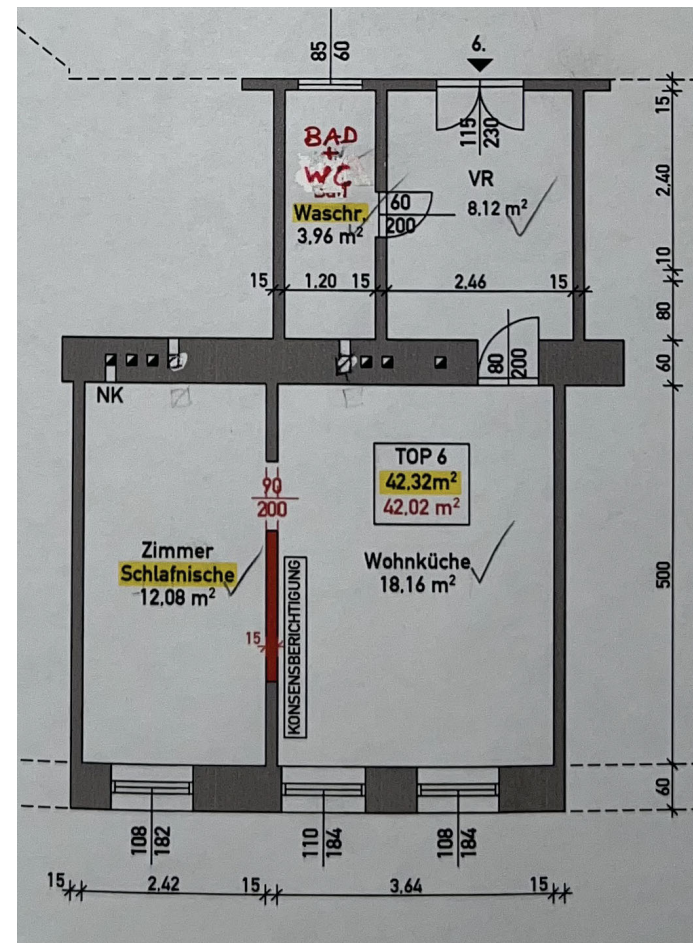 85
60
6.
15
115
230
BAD
+
WC
Waschr.
3,96 m²
VR
8,12 m²
60
200
2,40
15
1,20
15
2,46
15
10
80
80
200
60
NK
TOP 6
42,32m²
42,02 m²
90
200
Zimmer
Schlafnische
12,08 m²
Wohnküche
18,16 m²
500
15
KONSENSBERICHTIGUNG
60
108
182
110
184
108
184
15
2,42
15
3,64
15